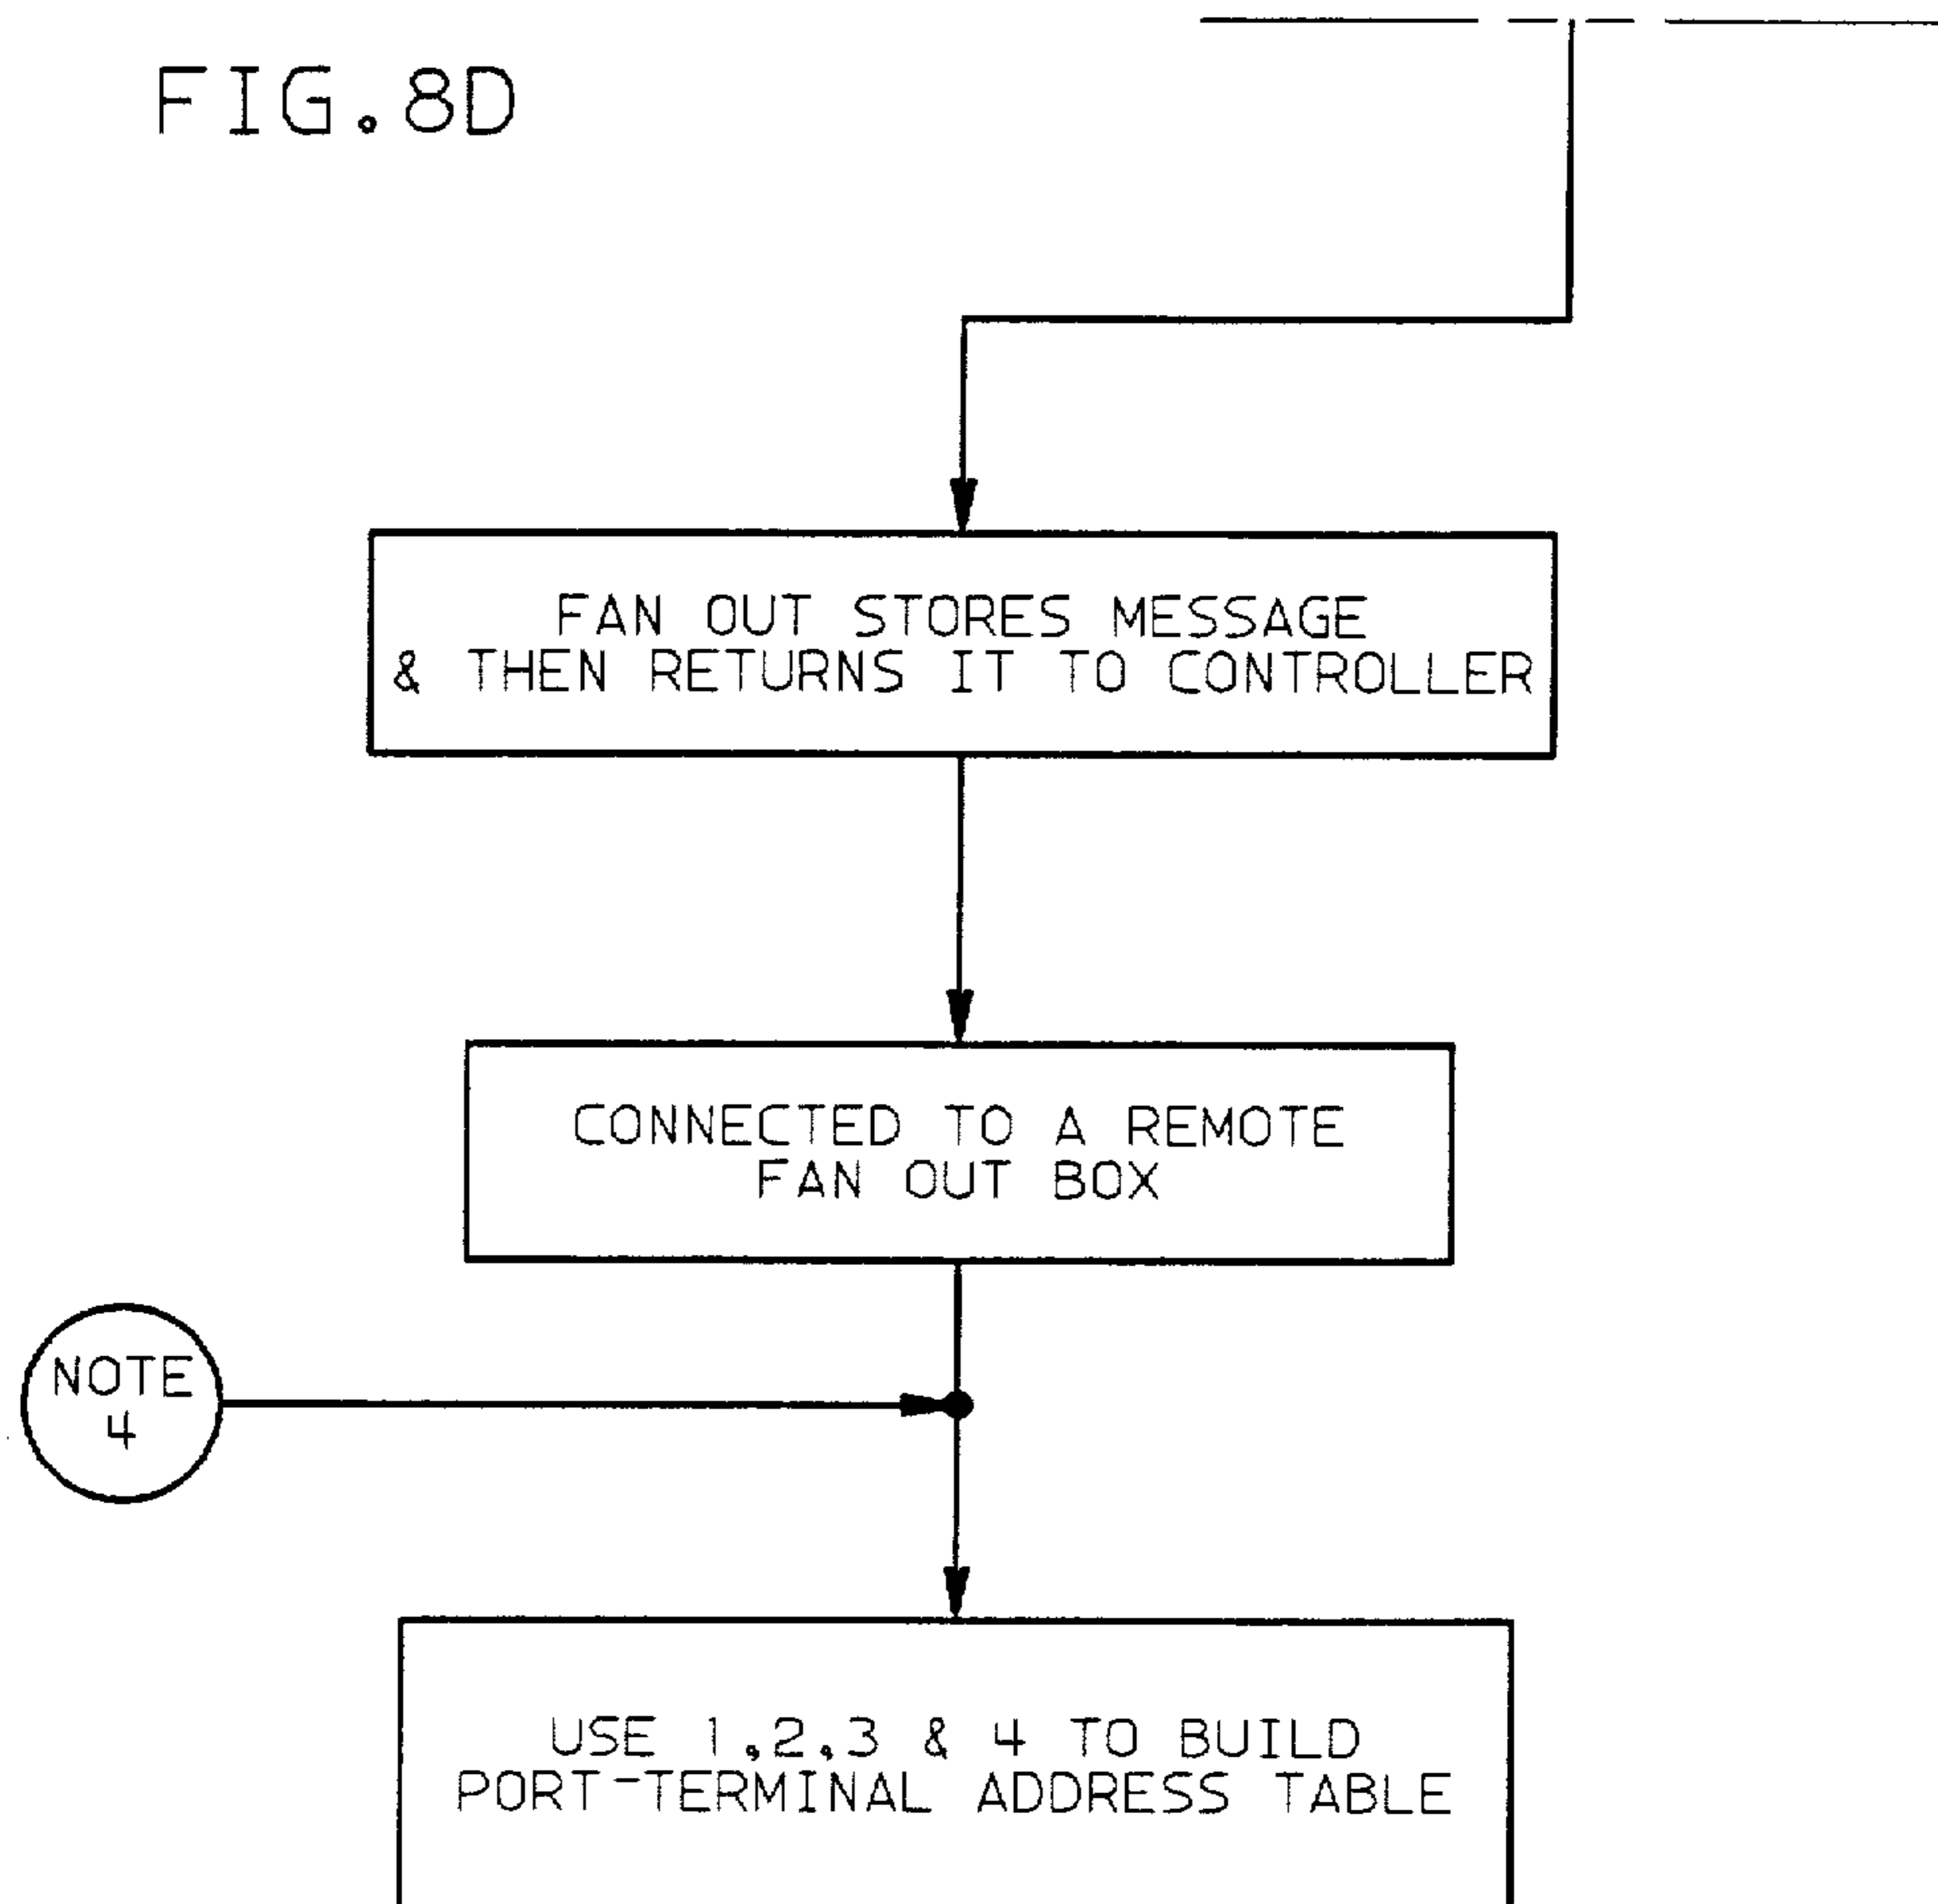 FIG.8D
FAN OUT STORES MESSAGE
& THEN RETURNS IT TO CONTROLLER
CONNECTED TO A REMOTE
FAN OUT BOX
NOTE
4
USE 1,2,3 & 4 TO BUILD
PORT-TERMINAL ADDRESS TABLE